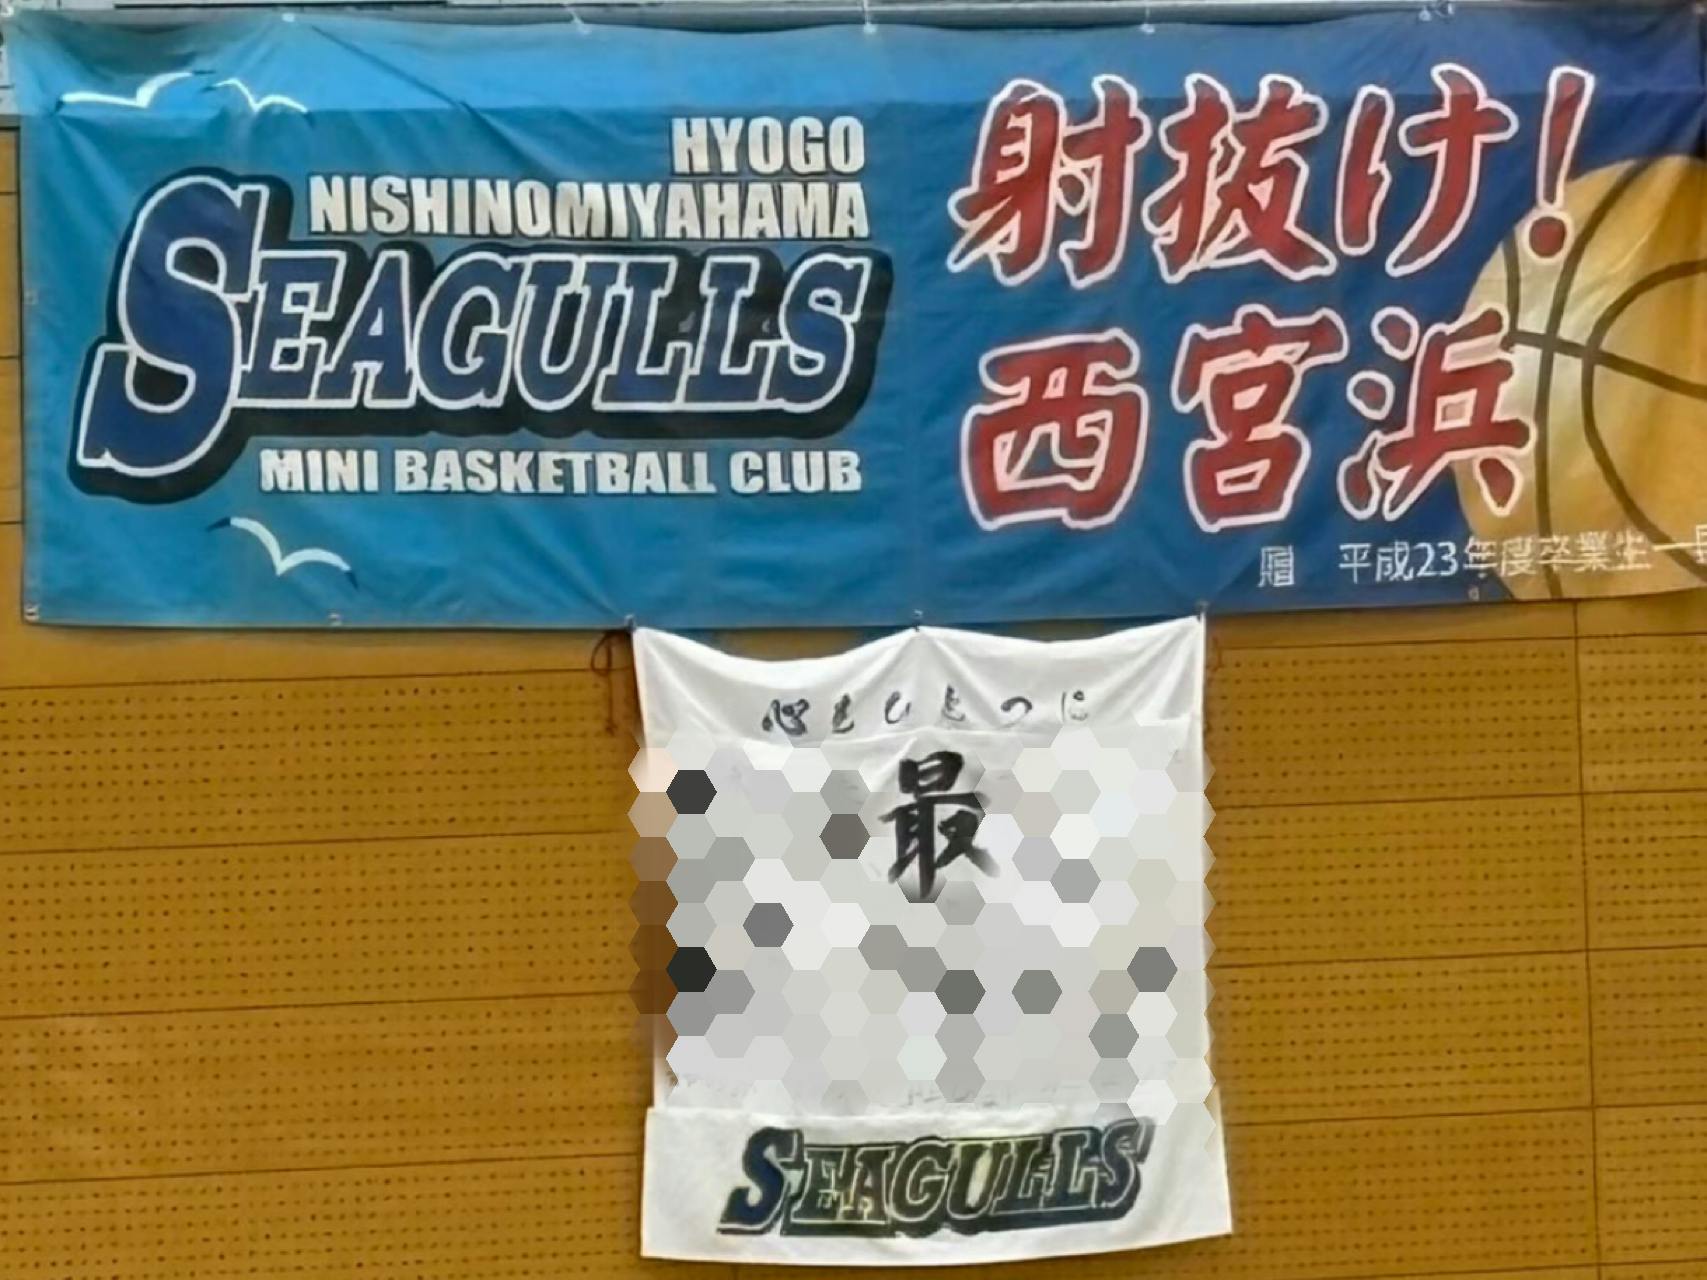 HYOGO
NISHINOMIYAHAMA
SEAGULLS
MINI BASKETBALL CLUB
射抜け!
西宮浜
贈 平成23年度卒業生一同
心をひとつに
最
SEAGULLS